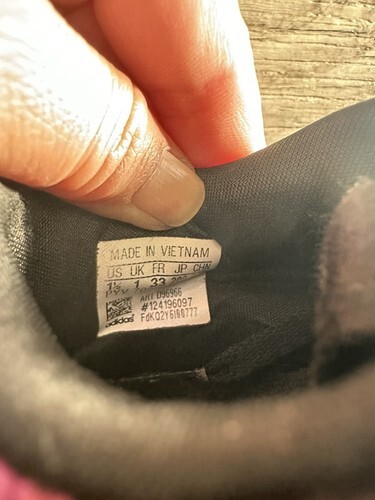 MADE IN VIETNAM
US UK FR JP CHN
1½ 1 33
ART D96966
#124196097
adidas